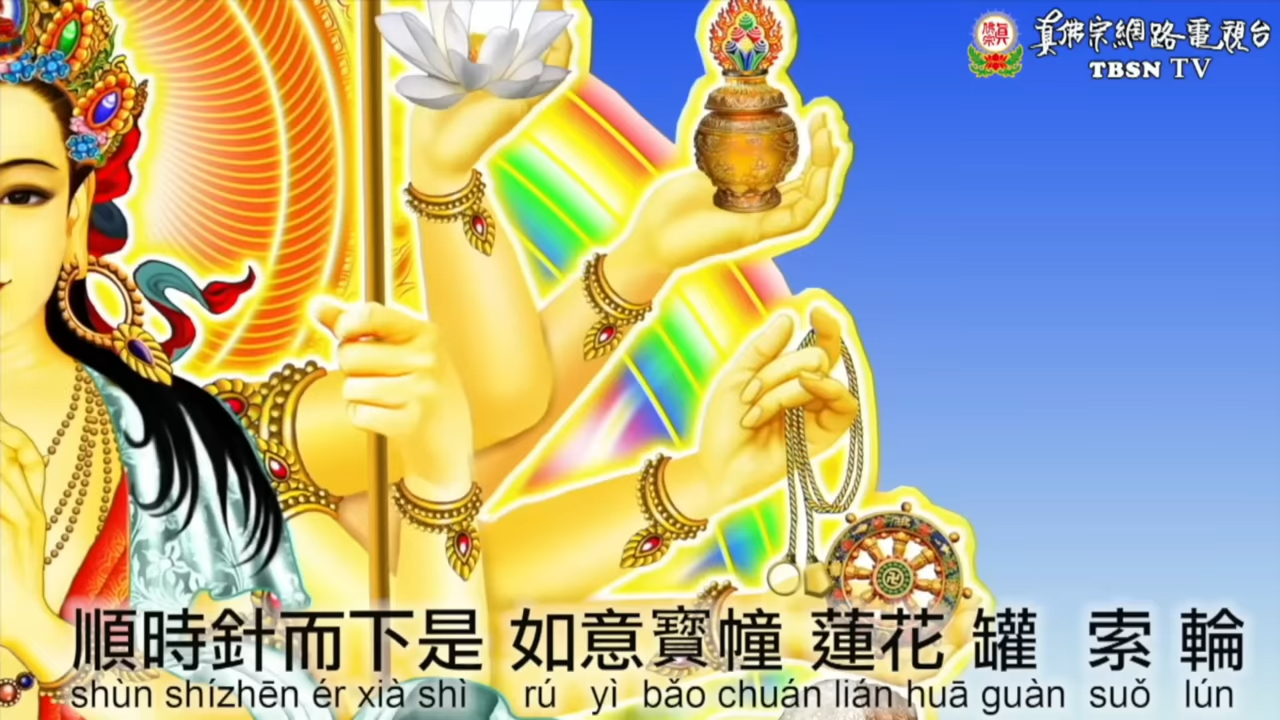 真佛宗網路電視台
TBSN TV
順時針而下是 如意寶幢 蓮花 罐 索 輪
shùn shízhēn ér xià shì rú yì bǎo chuán lián huā guàn suǒ lún